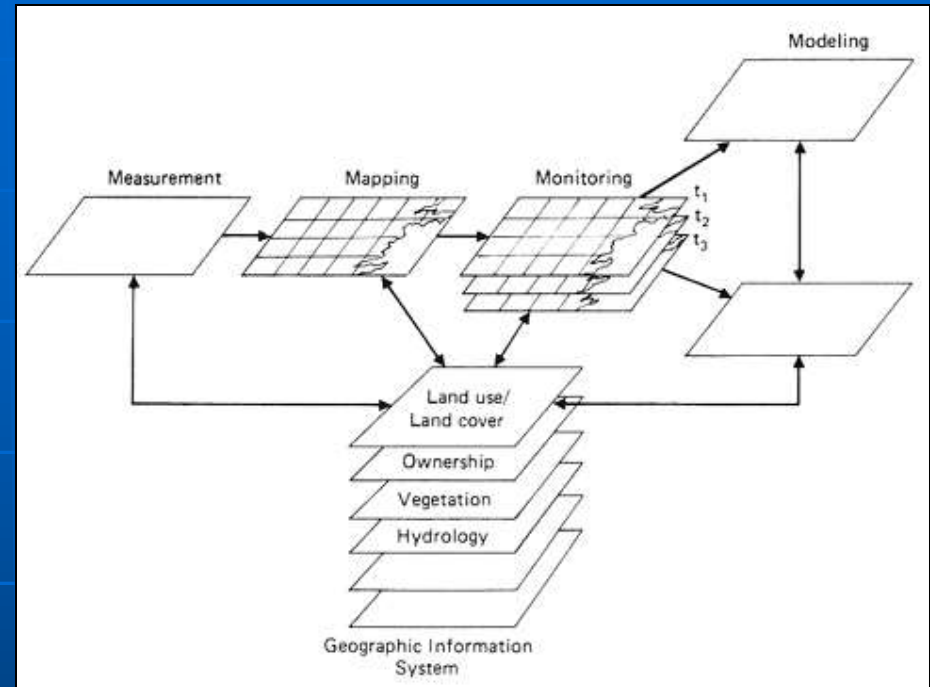 Modeling
Measurement
Mapping
Monitoring
t1
t2
t3
Land use/
Land cover
Ownership
Vegetation
Hydrology
Geographic Information
System